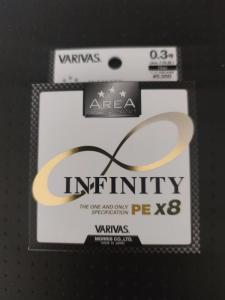 VARIVAS.
0.3号
AREA
INFINITY
THE ONE AND ONLY
SPECIFICATION
PE X8
VARIVAS.
MORRIS CO.,LTD.
MADE IN JAPAN